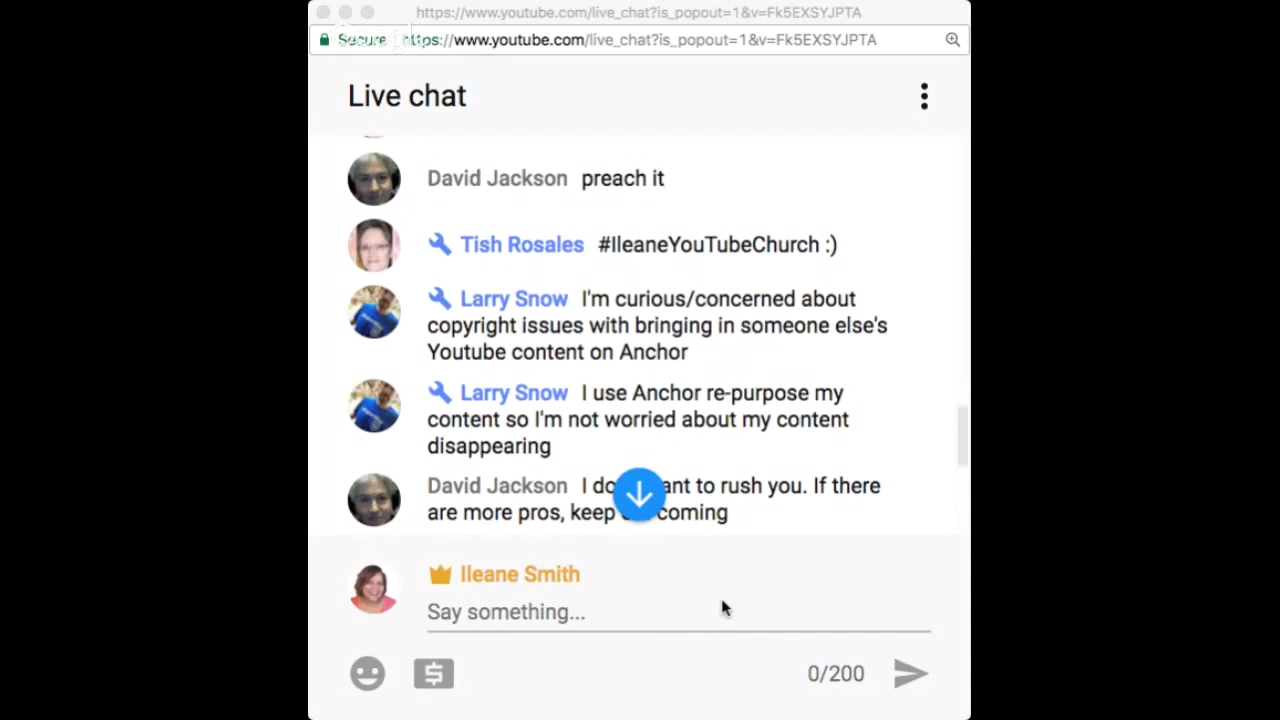 https://www.youtube.com/live_chat?is_popout=1&v=Fk5EXSYJPTA
Secure https://www.youtube.com/live_chat?is_popout=1&v=Fk5EXSYJPTA
Live chat
David Jackson preach it
Tish Rosales #IleaneYouTubeChurch :)
Larry Snow I'm curious/concerned about
copyright issues with bringing in someone else's
Youtube content on Anchor
Larry Snow I use Anchor re-purpose my
content so I'm not worried about my content
disappearing
David Jackson I to rush you. If there
are more pros, keep coming
Ileane Smith
Say something...
0/200